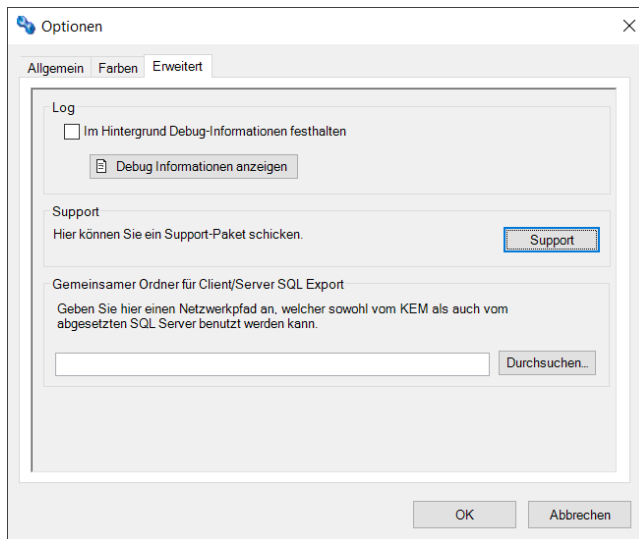 Optionen
Allgemein Farben Erweitert
Log
Im Hintergrund Debug-Informationen festhalten
Debug Informationen anzeigen
Support
Hier können Sie ein Support-Paket schicken.
Support
Gemeinsamer Ordner für Client/Server SQL Export
Geben Sie hier einen Netzwerkpfad an, welcher sowohl vom KEM als auch vom
abgesetzten SQL Server benutzt werden kann.
Durchsuchen...
OK Abbrechen